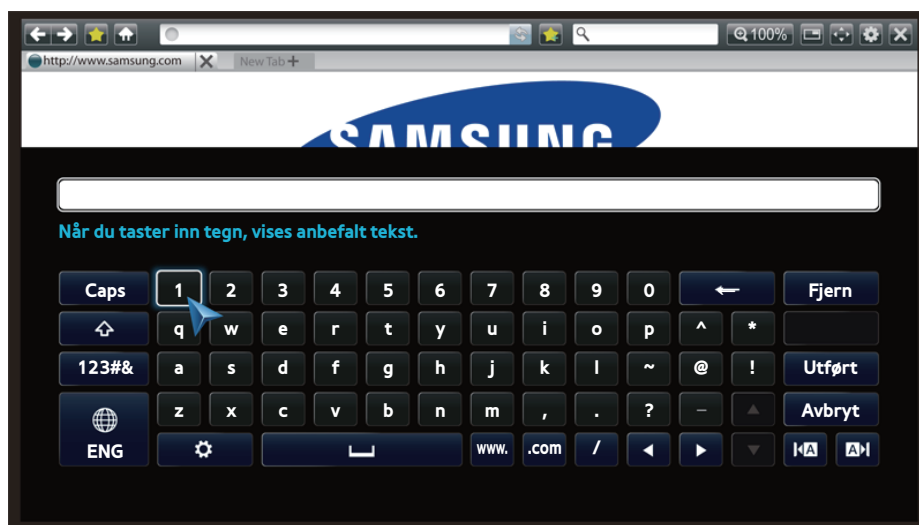 100%
http://www.samsung.com New Tab +
SAMSUNG
Når du taster inn tegn, vises anbefalt tekst.
Caps 1 2 3 4 5 6 7 8 9 0 ← Fjern
q w e r t y u i o p ^ *
123#& a s d f g h j k l ~ @ ! Utført
z x c v b n m , . ? - ▲ Avbryt
ENG www. .com / ◀ ▶ ▼ A A